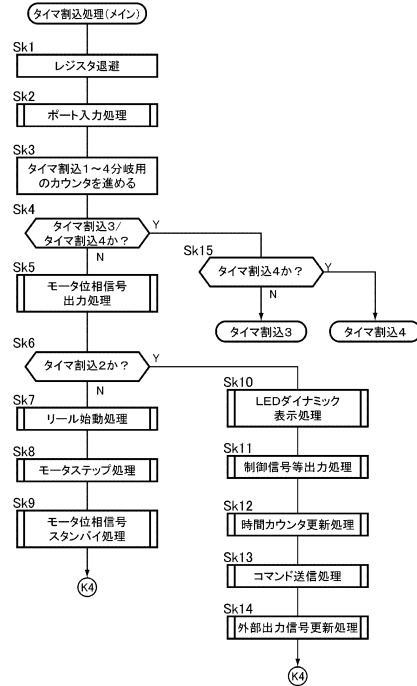 タイマ割込処理(メイン)
Sk1
レジスタ退避
Sk2
ポート入力処理
Sk3
タイマ割込1～4分岐用
のカウンタを進める
Sk4
タイマ割込3/
タイマ割込4か?
Y
N
Sk15
タイマ割込4か?
Y
N
タイマ割込3
タイマ割込4
Sk5
モータ位相信号
出力処理
Sk6
タイマ割込2か?
Y
N
Sk7
リール始動処理
Sk8
モータステップ処理
Sk9
モータ位相信号
スタンバイ処理
K4
Sk10
LEDダイナミック
表示処理
Sk11
制御信号等出力処理
Sk12
時間カウンタ更新処理
Sk13
コマンド送信処理
Sk14
外部出力信号更新処理
K4